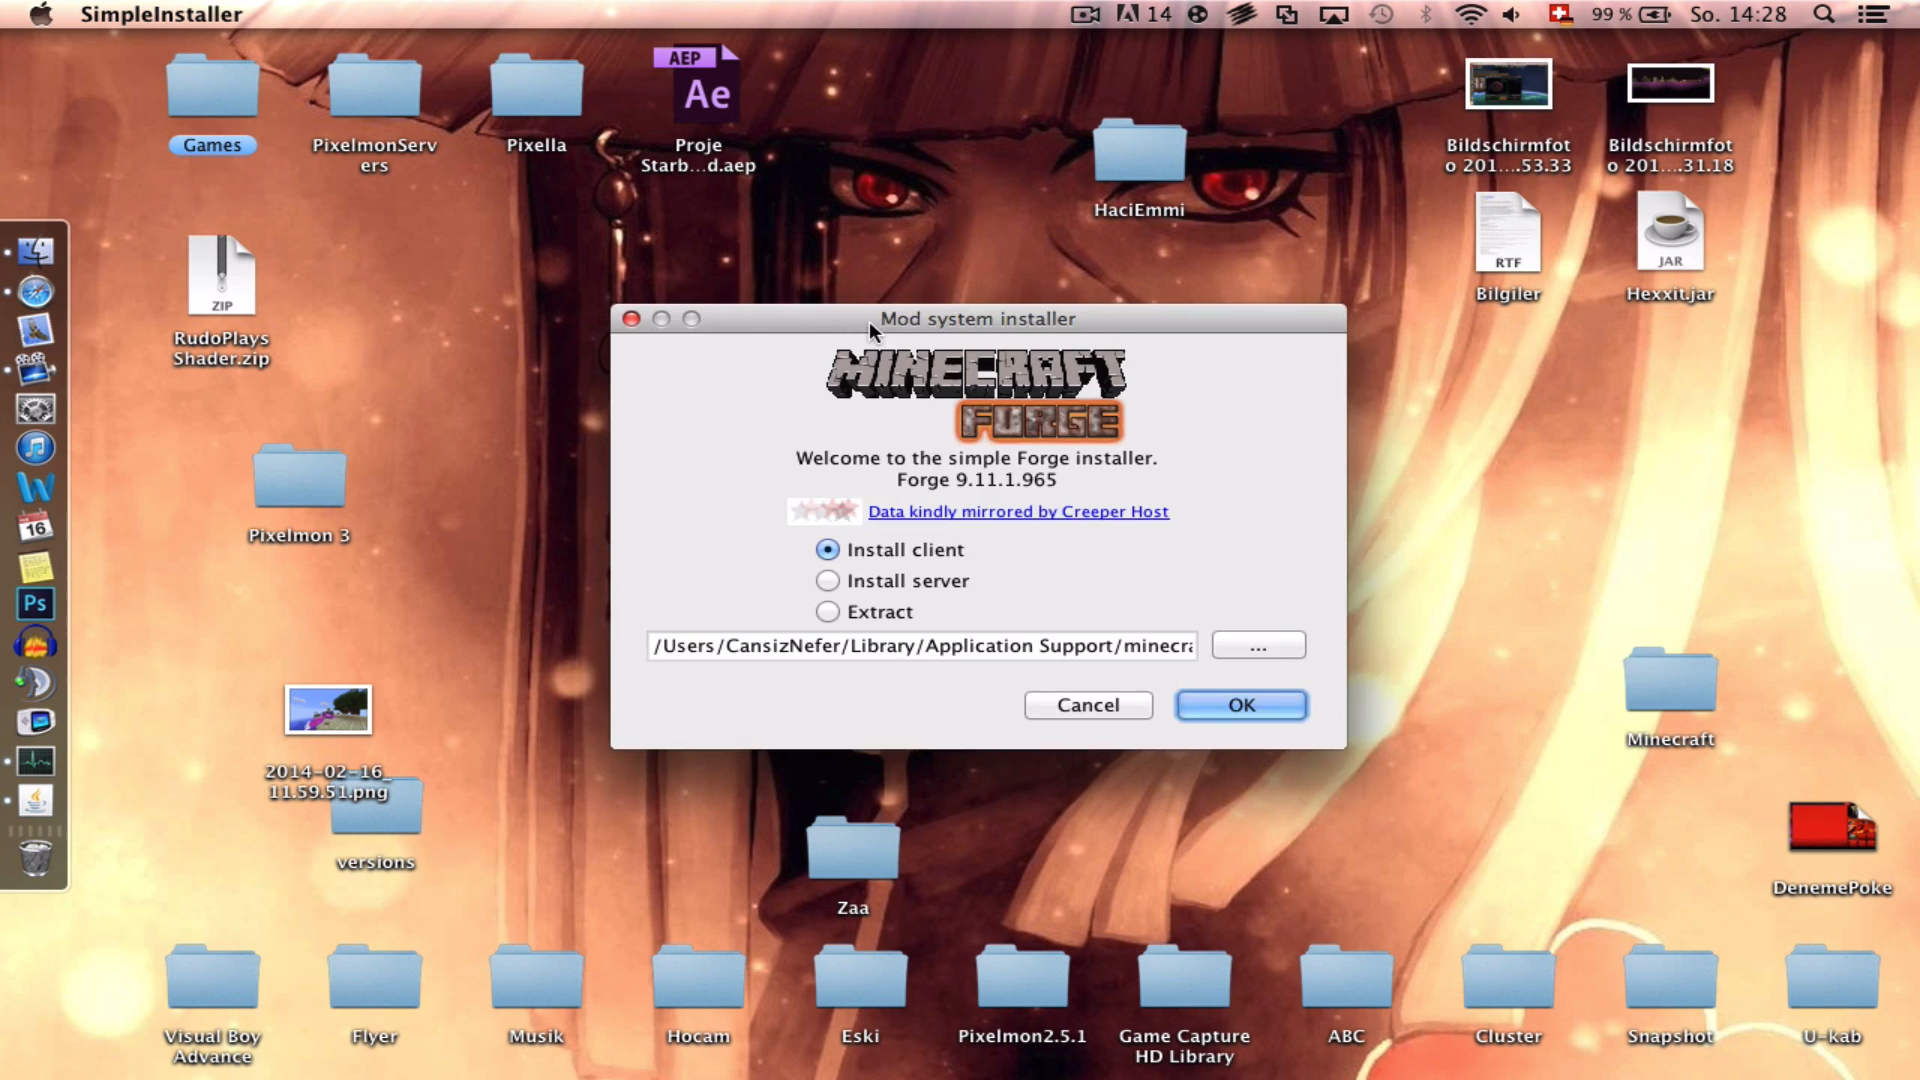 SimpleInstaller
14
99 %
So. 14:28
Games
PixelmonServ
ers
Pixella
AEP
Ae
Proje
Starb...d.aep
HaciEmmi
Bildschirmfot
o 201....53.33
Bildschirmfot
o 201....31.18
ZIP
RudoPlays
Shader.zip
RTF
Bilgiler
JAR
Hexxit.jar
Mod system installer
MINECRAFT
FORGE
Welcome to the simple Forge installer.
Forge 9.11.1.965
Data kindly mirrored by Creeper Host
Install client
Install server
Extract
/Users/CansizNefer/Library/Application Support/minecra
...
Cancel
OK
16
Ps
Pixelmon 3
2014-02-16_
11.59.51.png
versions
Zaa
Minecraft
DenemePoke
Visual Boy
Advance
Flyer
Musik
Hocam
Eski
Pixelmon2.5.1
Game Capture
HD Library
ABC
Cluster
Snapshot
U-kab